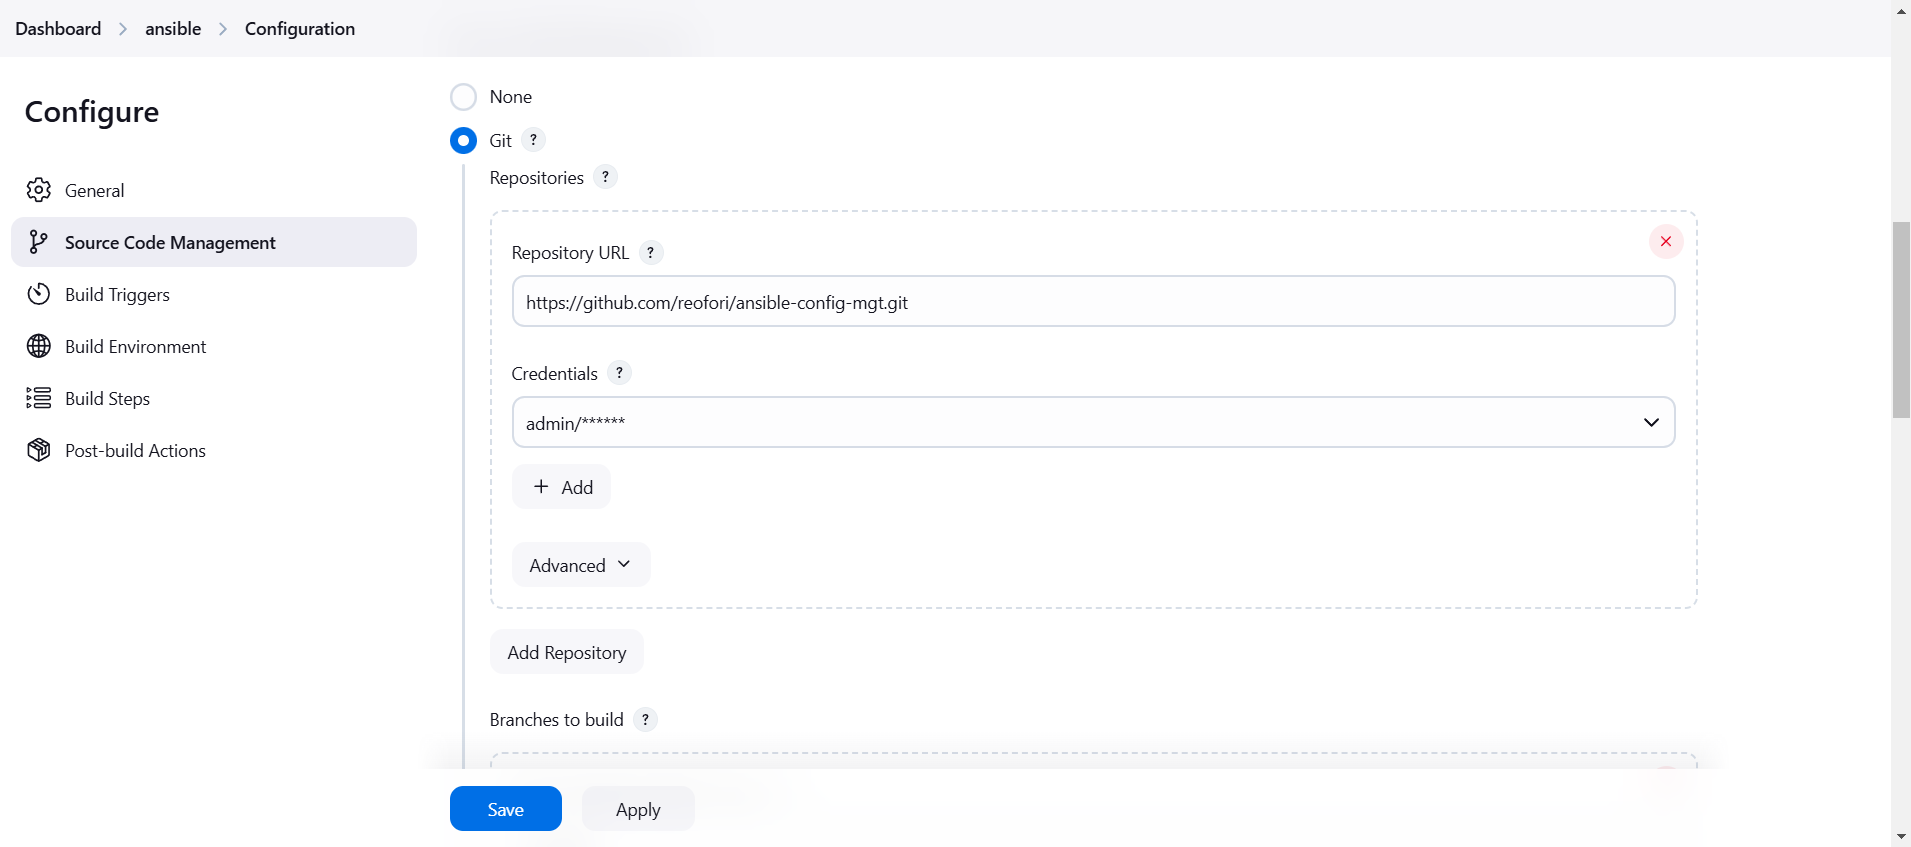 Dashboard > ansible > Configuration
Configure
General
Source Code Management
Build Triggers
Build Environment
Build Steps
Post-build Actions
None
Git ?
Repositories ?
Repository URL ?
https://github.com/reofori/ansible-config-mgt.git
Credentials ?
admin/******
+ Add
Advanced
Add Repository
Branches to build ?
Save
Apply